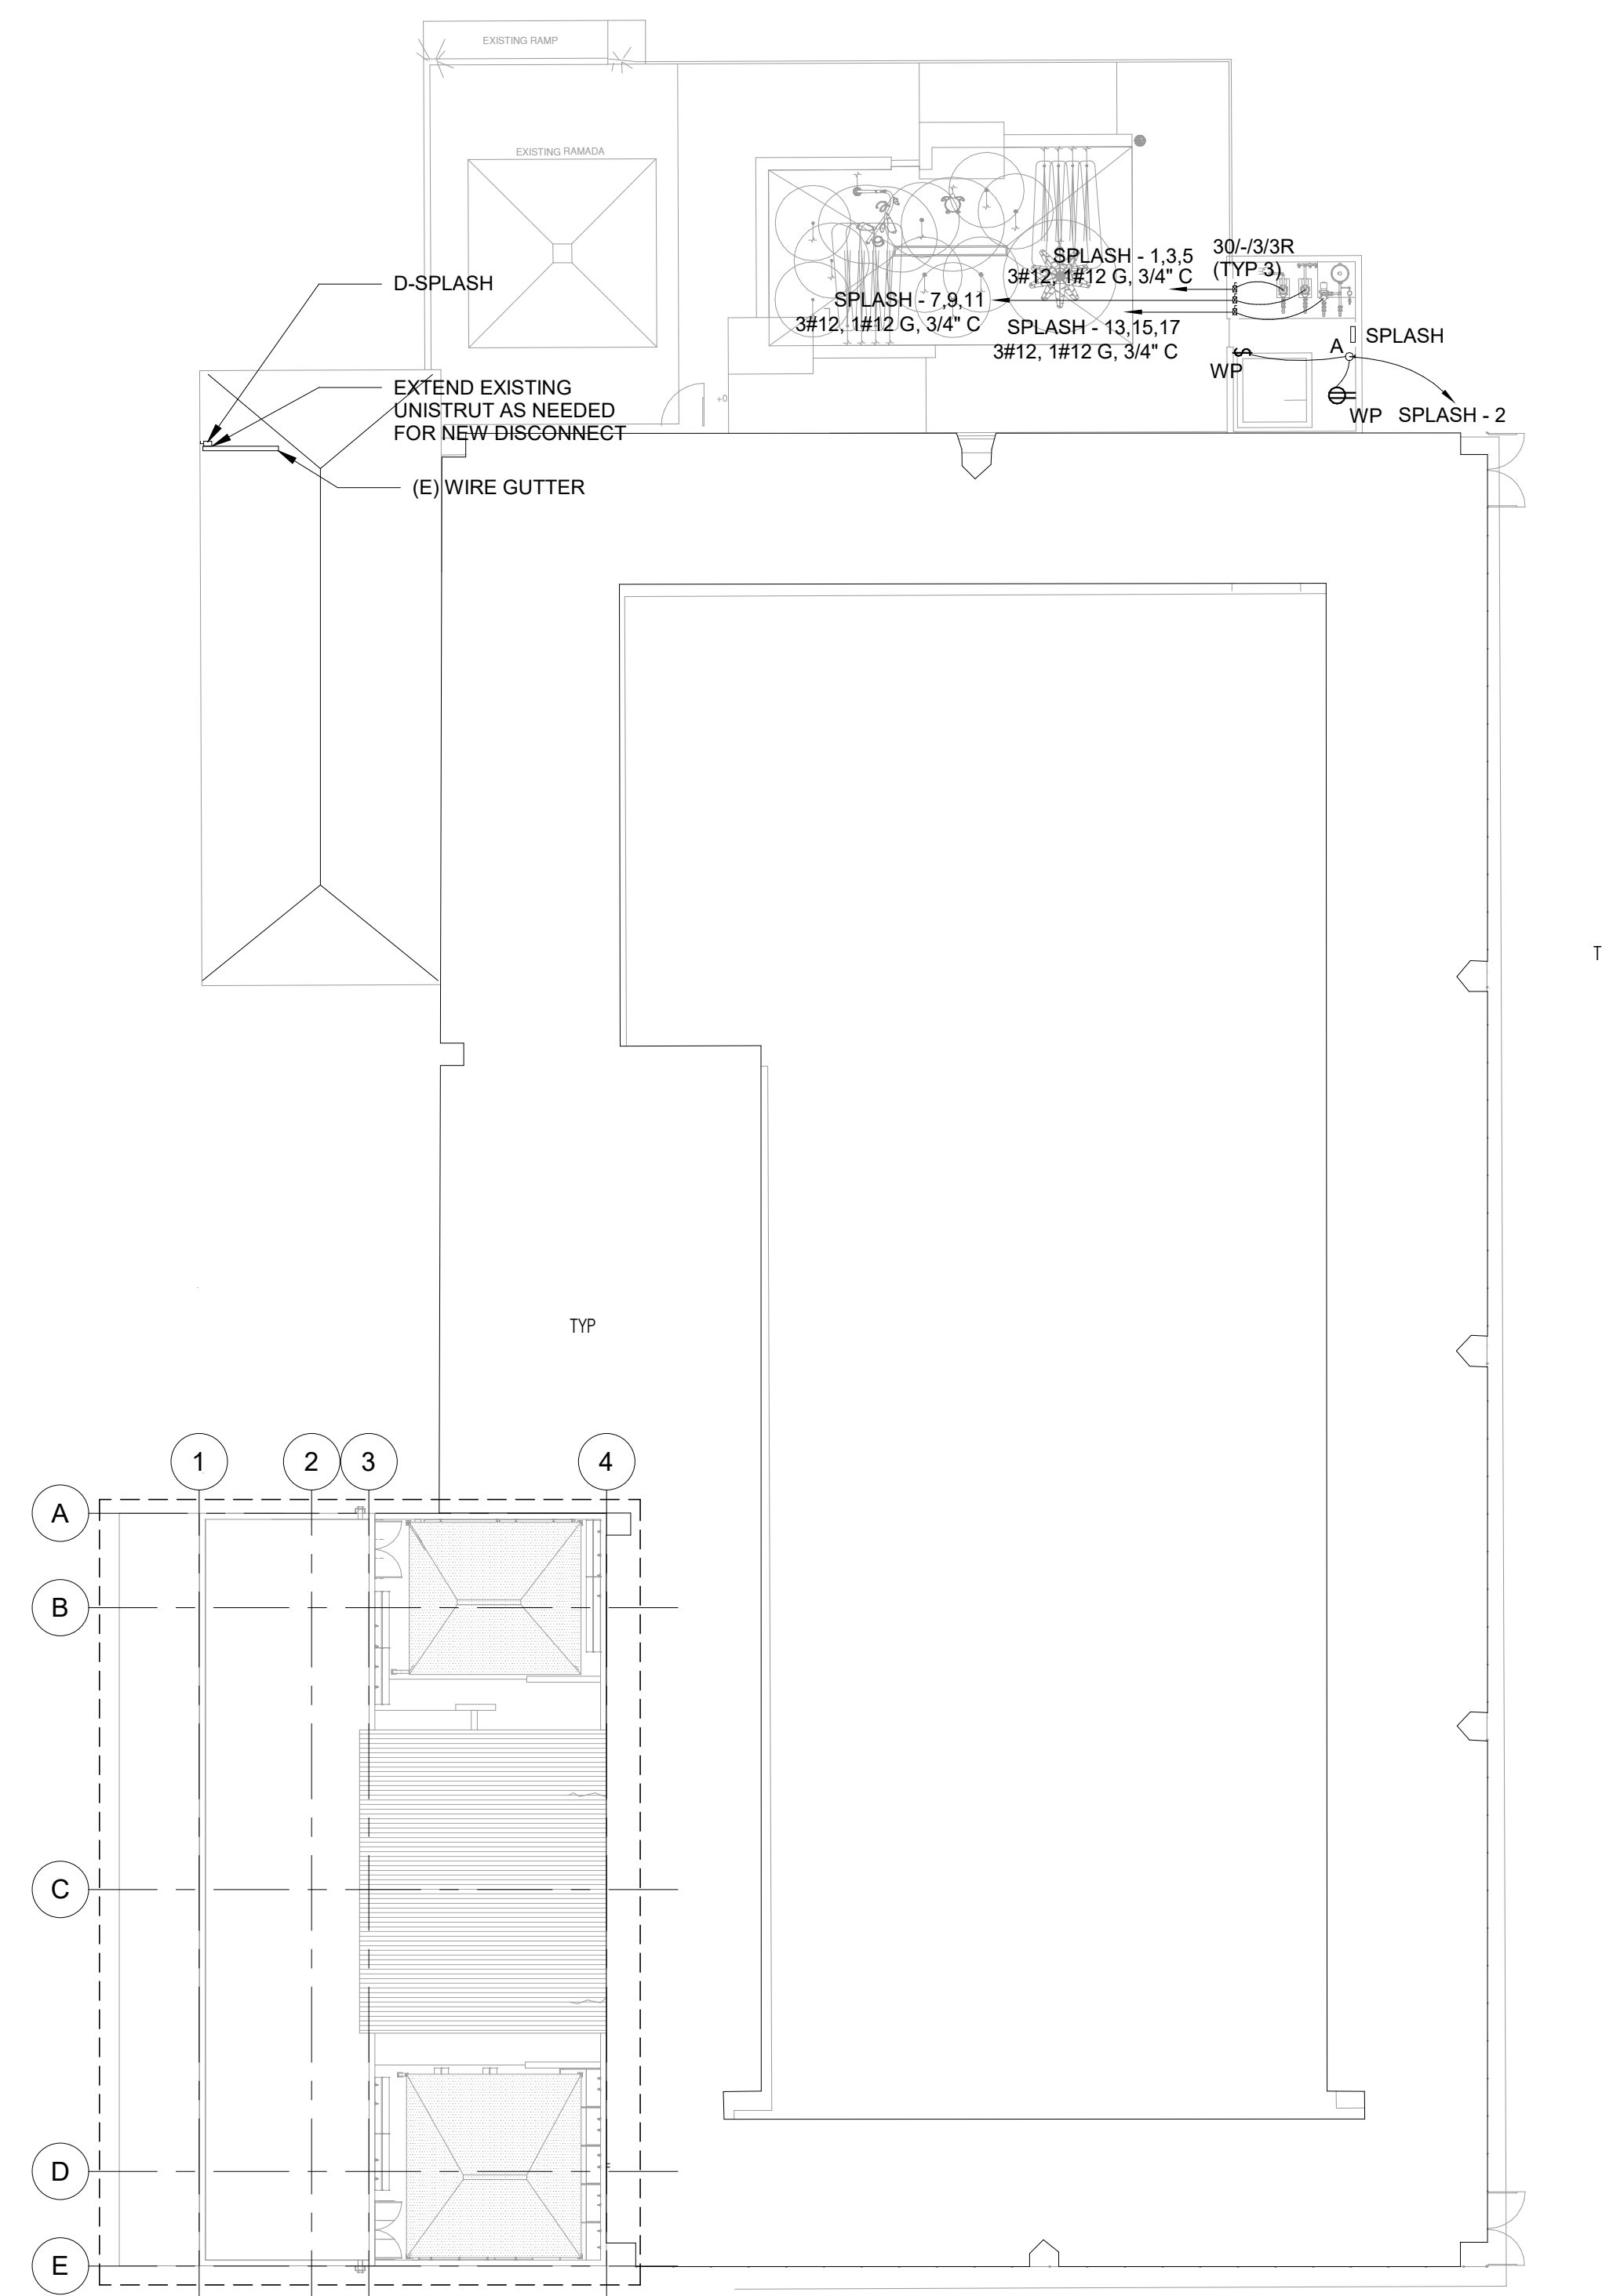 EXISTING RAMP
EXISTING RAMADA
D-SPLASH
EXTEND EXISTING
UNISTRUT AS NEEDED
FOR NEW DISCONNECT
(E) WIRE GUTTER
SPLASH - 1,3,5
3#12, 1#12 G, 3/4" C
30/-/3/3R
(TYP 3)
SPLASH - 7,9,11
3#12, 1#12 G, 3/4" C
SPLASH - 13,15,17
3#12, 1#12 G, 3/4" C
SPLASH
A
WP
WP
SPLASH - 2
+0
T
TYP
1
2
3
4
A
B
C
D
E